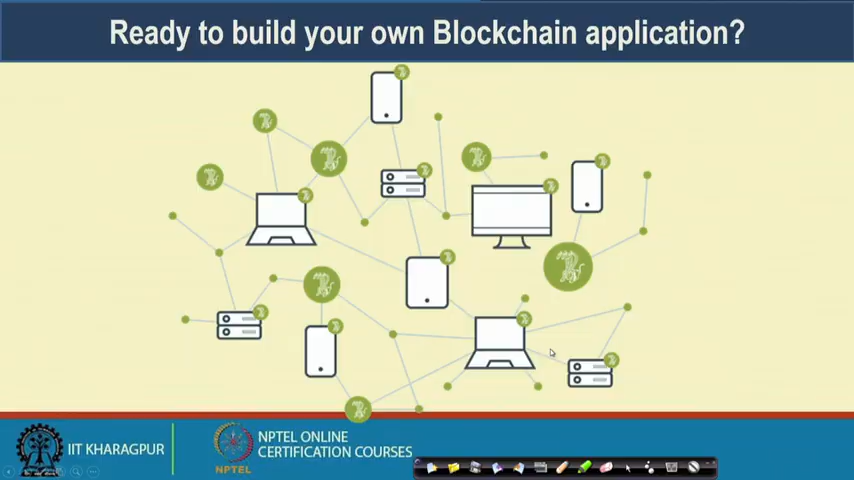 Ready to build your own Blockchain application?
IIT KHARAGPUR
NPTEL
NPTEL ONLINE
CERTIFICATION COURSES